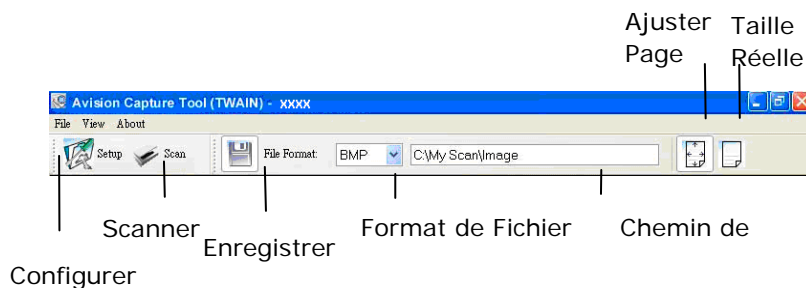 Ajuster Page
Taille Réelle
Avision Capture Tool (TWAIN) - xxxx
File View About
Setup Scan File Format: BMP C:\My Scan\Image
Scanner
Enregistrer
Format de Fichier
Chemin de
Configurer